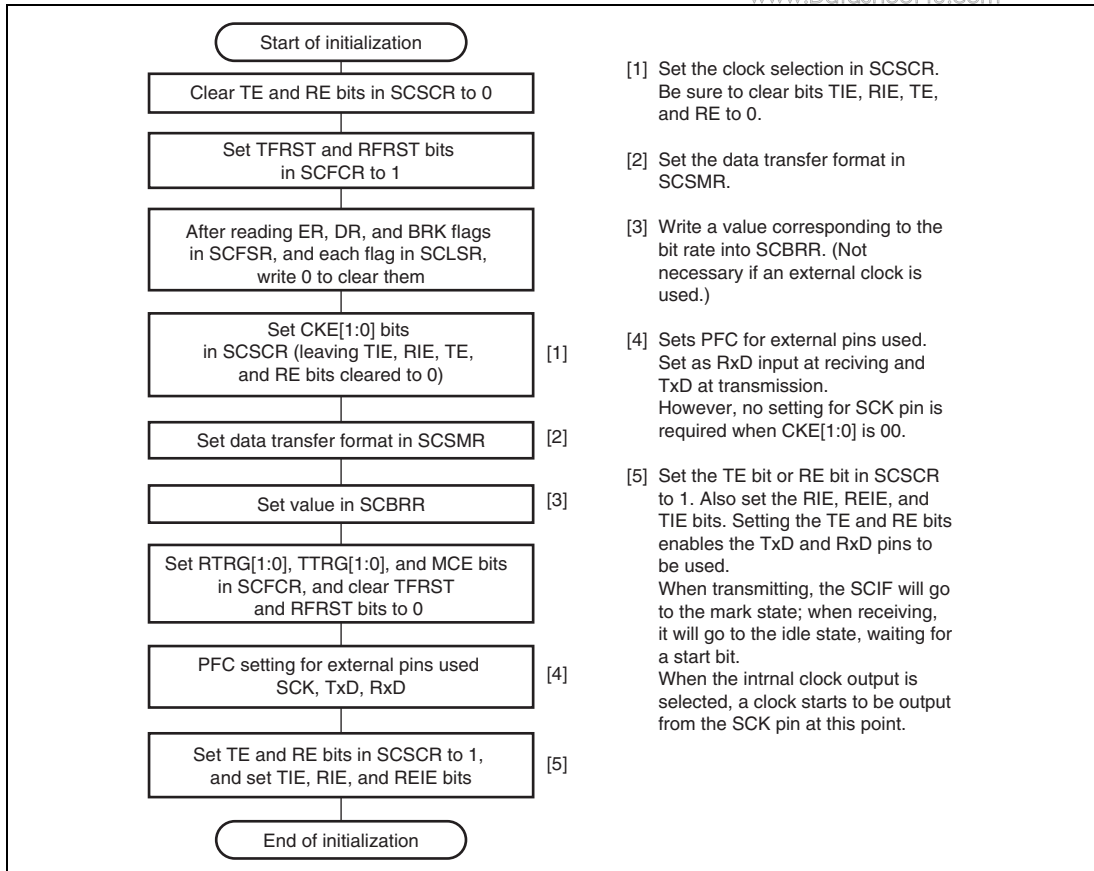 Start of initialization
Clear TE and RE bits in SCSCR to 0
Set TFRST and RFRST bits
in SCFCR to 1
After reading ER, DR, and BRK flags
in SCFSR, and each flag in SCLSR,
write 0 to clear them
Set CKE[1:0] bits
in SCSCR (leaving TIE, RIE, TE,
and RE bits cleared to 0)
[1]
Set data transfer format in SCSMR
[2]
Set value in SCBRR
[3]
Set RTRG[1:0], TTRG[1:0], and MCE bits
in SCFCR, and clear TFRST
and RFRST bits to 0
PFC setting for external pins used
SCK, TxD, RxD
[4]
Set TE and RE bits in SCSCR to 1,
and set TIE, RIE, and REIE bits
[5]
End of initialization
[1] Set the clock selection in SCSCR.
Be sure to clear bits TIE, RIE, TE,
and RE to 0.
[2] Set the data transfer format in
SCSMR.
[3] Write a value corresponding to the
bit rate into SCBRR. (Not
necessary if an external clock is
used.)
[4] Sets PFC for external pins used.
Set as RxD input at reciving and
TxD at transmission.
However, no setting for SCK pin is
required when CKE[1:0] is 00.
[5] Set the TE bit or RE bit in SCSCR
to 1. Also set the RIE, REIE, and
TIE bits. Setting the TE and RE bits
enables the TxD and RxD pins to
be used.
When transmitting, the SCIF will go
to the mark state; when receiving,
it will go to the idle state, waiting for
a start bit.
When the intrnal clock output is
selected, a clock starts to be output
from the SCK pin at this point.